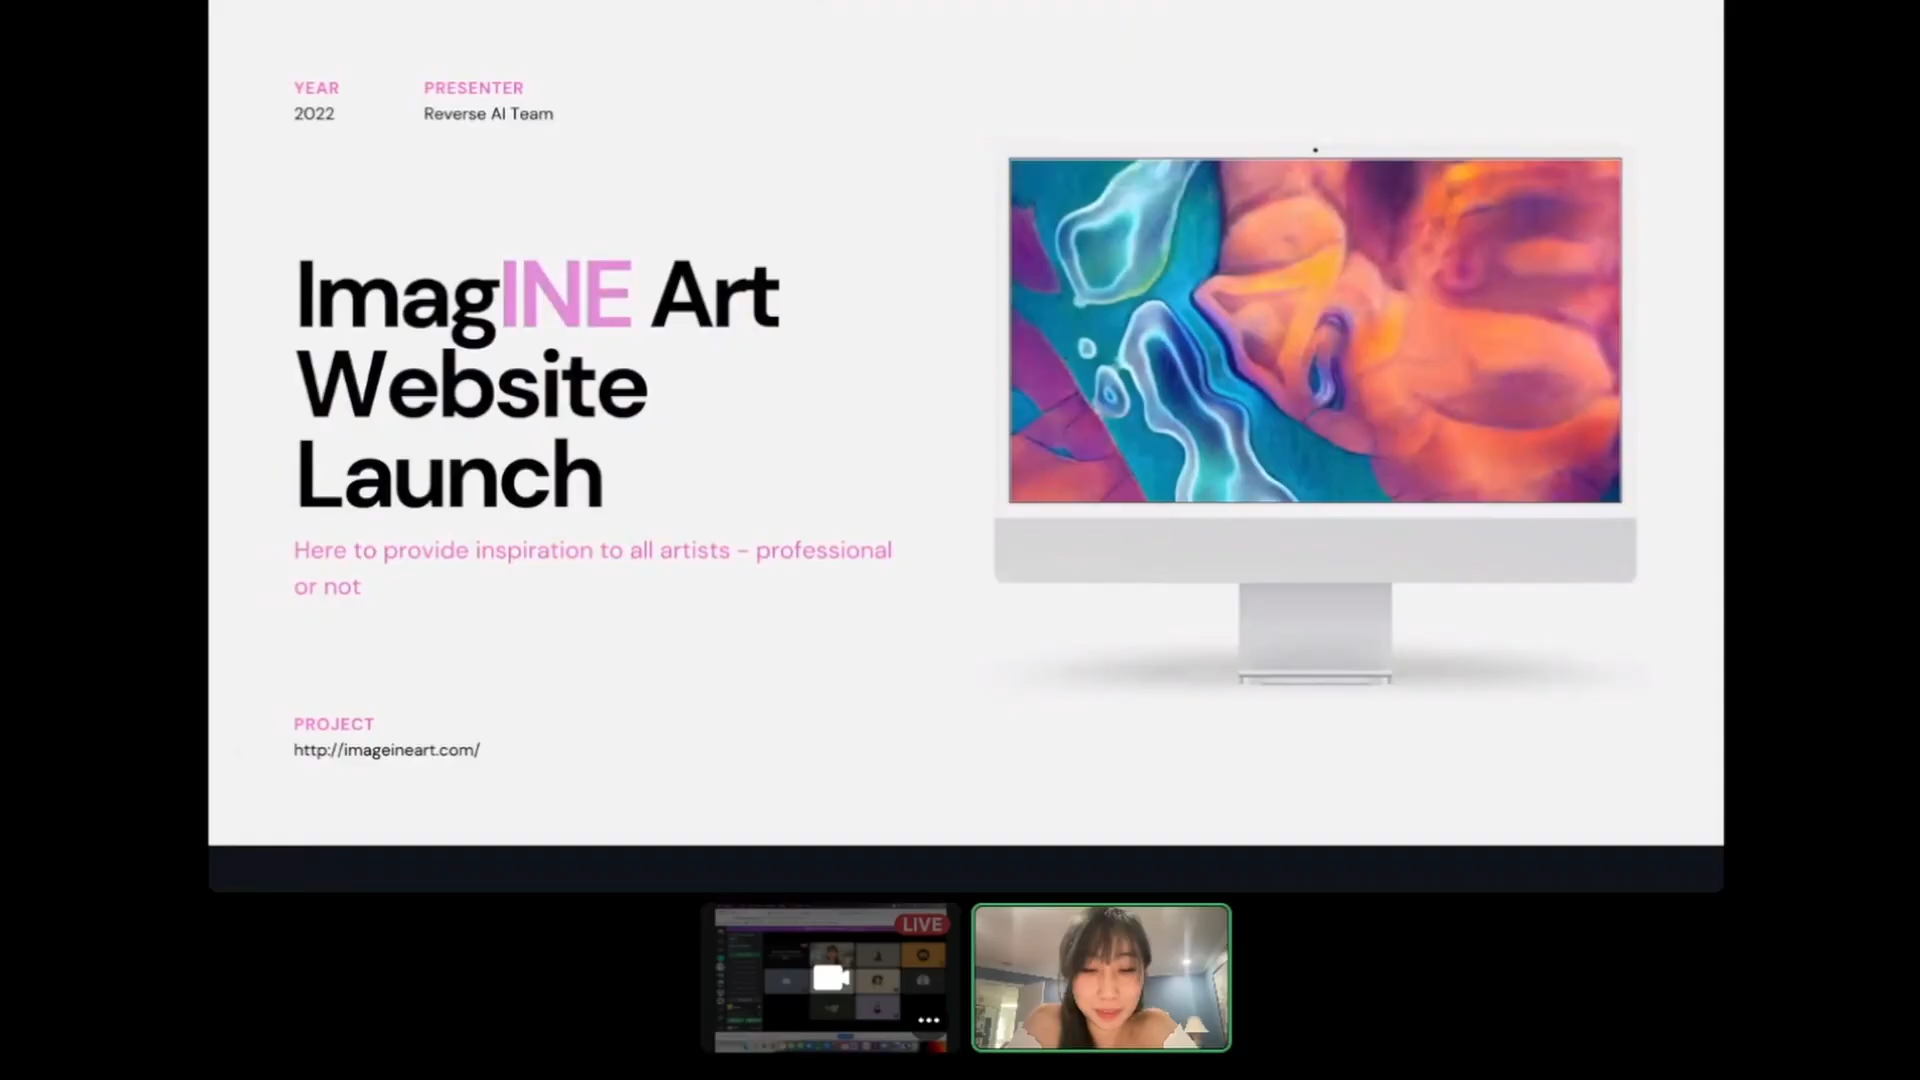 YEAR
2022
PRESENTER
Reverse AI Team
ImagINE Art
Website
Launch
Here to provide inspiration to all artists - professional
or not
PROJECT
http://imageineart.com/
LIVE